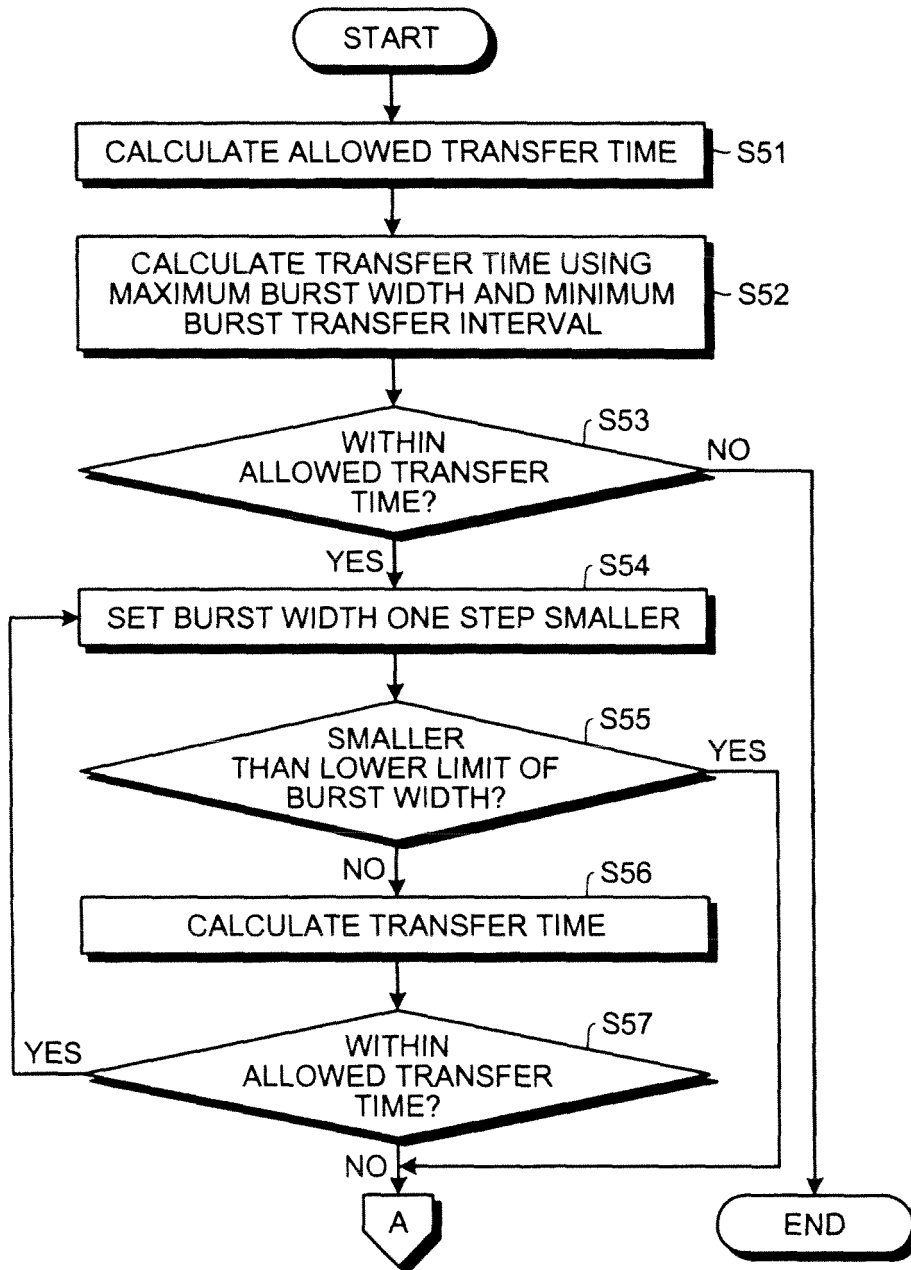 START
CALCULATE ALLOWED TRANSFER TIME
S51
CALCULATE TRANSFER TIME USING
MAXIMUM BURST WIDTH AND MINIMUM
BURST TRANSFER INTERVAL
S52
S53
WITHIN
ALLOWED TRANSFER
TIME?
NO
YES
S54
SET BURST WIDTH ONE STEP SMALLER
S55
SMALLER
THAN LOWER LIMIT OF
BURST WIDTH?
YES
NO
S56
CALCULATE TRANSFER TIME
S57
WITHIN
ALLOWED TRANSFER
TIME?
YES
NO
A
END